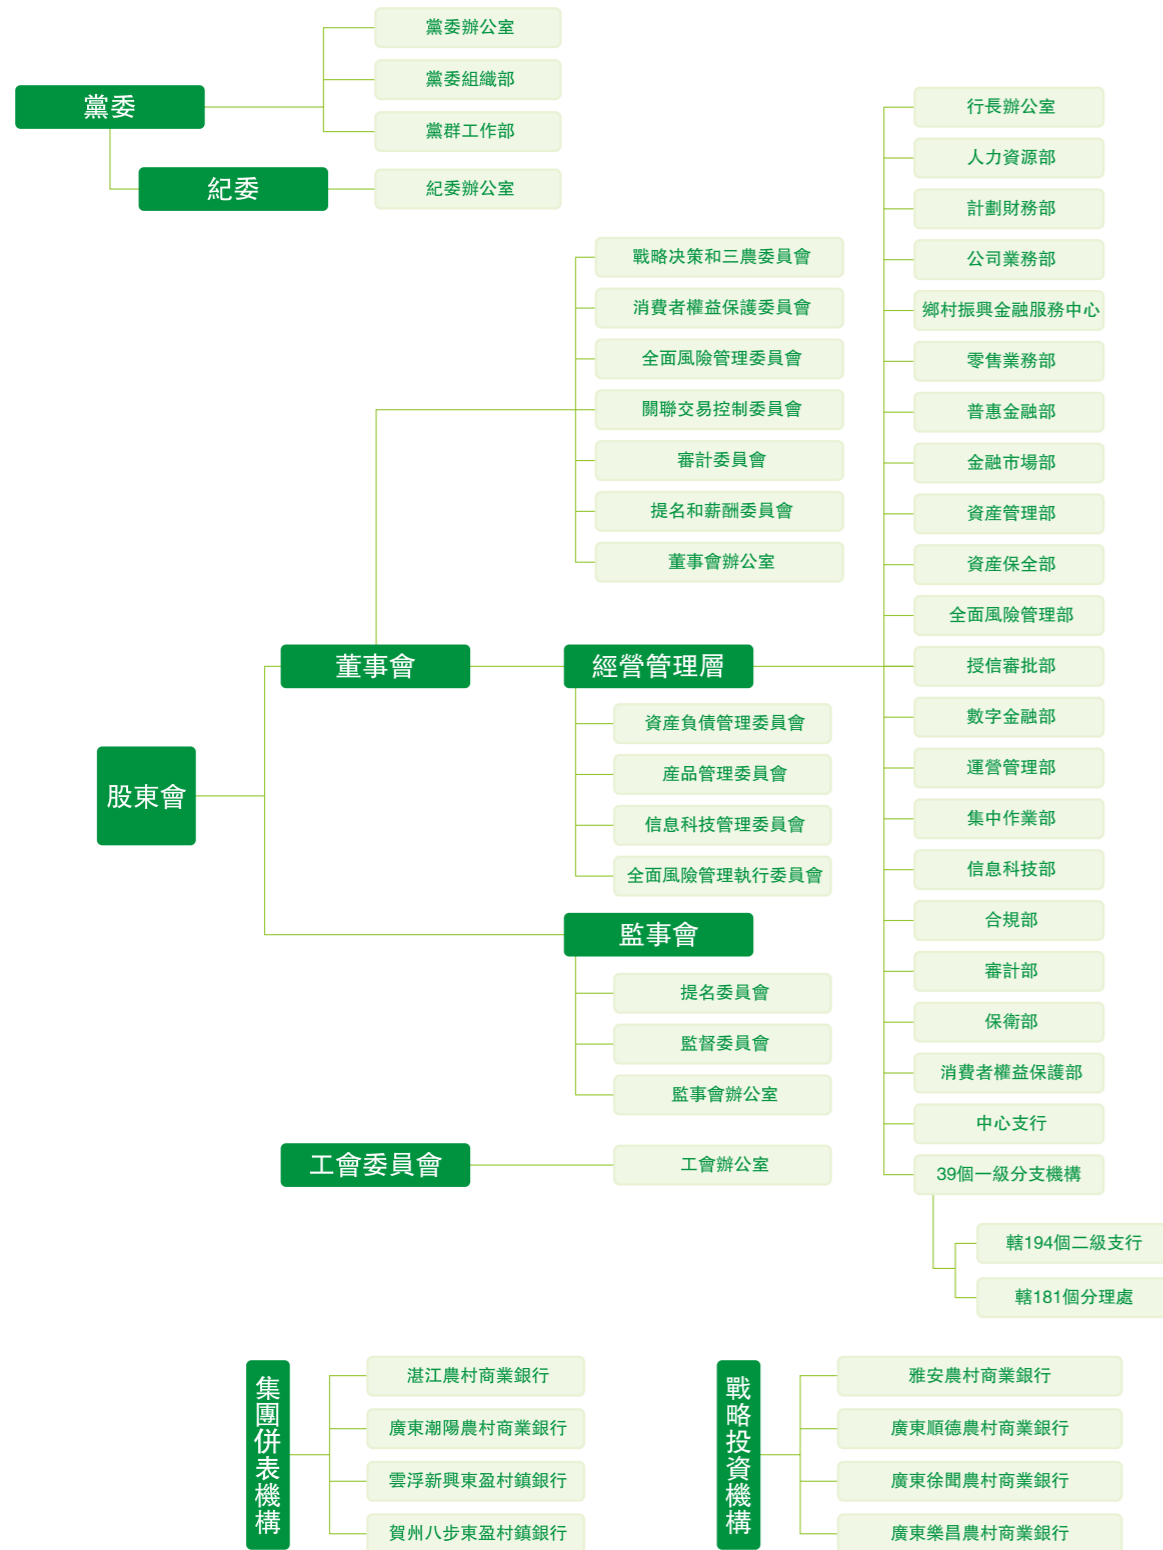 黨委
黨委辦公室
黨委組織部
黨群工作部
紀委
紀委辦公室
股東會
董事會
戰略決策和三農委員會
消費者權益保護委員會
全面風險管理委員會
關聯交易控制委員會
審計委員會
提名和薪酬委員會
董事會辦公室
經營管理層
資產負債管理委員會
產品管理委員會
信息科技管理委員會
全面風險管理執行委員會
行長辦公室
人力資源部
計劃財務部
公司業務部
鄉村振興金融服務中心
零售業務部
普惠金融部
金融市場部
資產管理部
資產保全部
全面風險管理部
授信審批部
數字金融部
運營管理部
集中作業部
信息科技部
合規部
審計部
保衛部
消費者權益保護部
中心支行
39個一級分支機構
轄194個二級支行
轄181個分理處
監事會
提名委員會
監督委員會
監事會辦公室
工會委員會
工會辦公室
集團併表機構
湛江農村商業銀行
廣東潮陽農村商業銀行
雲浮新興東盈村鎮銀行
賀州八步東盈村鎮銀行
戰略投資機構
雅安農村商業銀行
廣東順德農村商業銀行
廣東徐聞農村商業銀行
廣東樂昌農村商業銀行